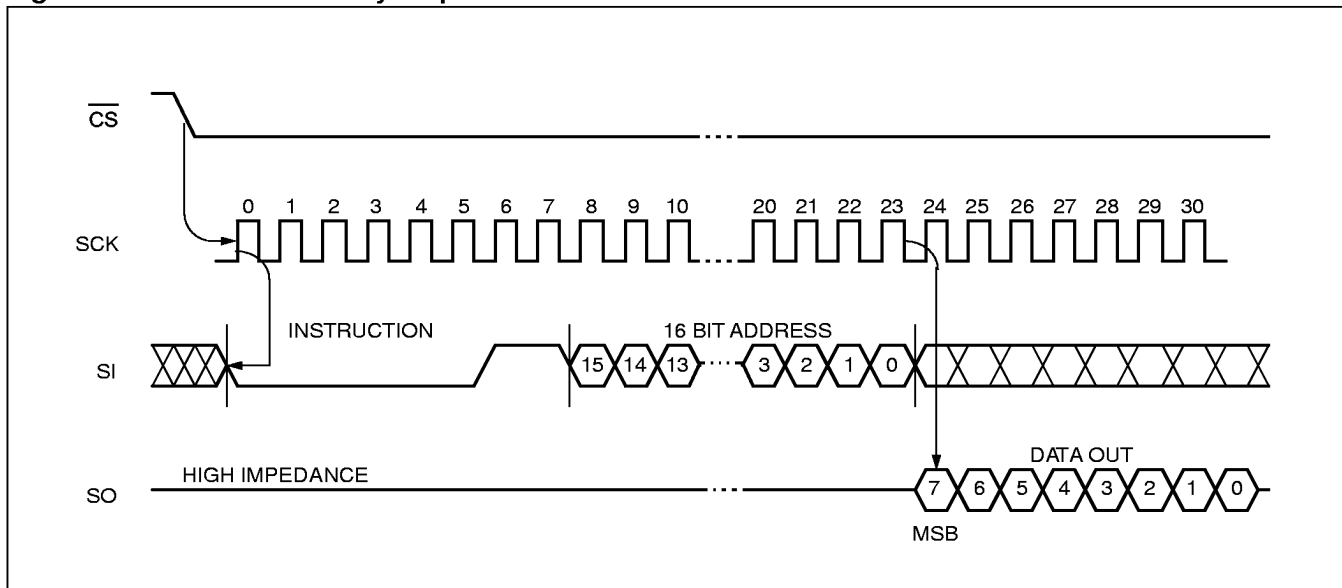 CS
0 1 2 3 4 5 6 7 8 9 10 20 21 22 23 24 25 26 27 28 29 30
SCK
INSTRUCTION 16 BIT ADDRESS
SI 15 14 13 3 2 1 0
HIGH IMPEDANCE DATA OUT
SO 7 6 5 4 3 2 1 0
MSB